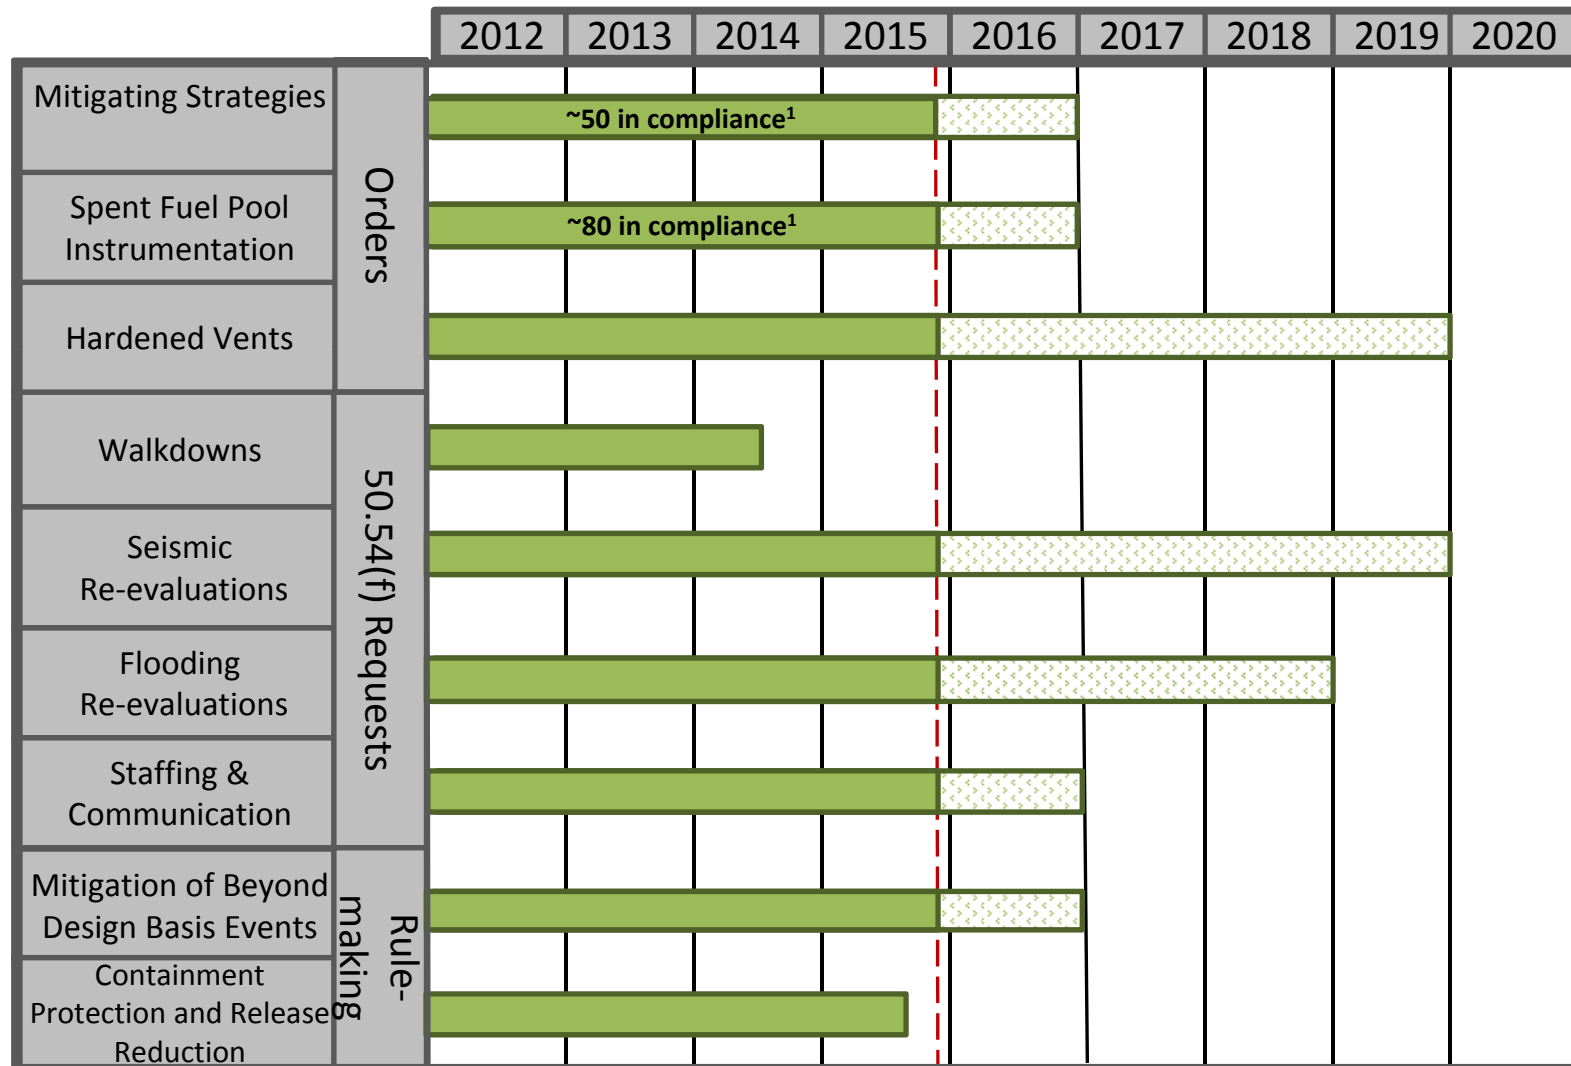 2012 2013 2014 2015 2016 2017 2018 2019 2020
Mitigating Strategies
~50 in compliance¹
Spent Fuel Pool
Instrumentation
~80 in compliance¹
Hardened Vents
Orders
Walkdowns
Seismic
Re-evaluations
Flooding
Re-evaluations
Staffing &
Communication
50.54(f) Requests
Mitigation of Beyond
Design Basis Events
Containment
Protection and Release
Reduction
Rule-
making